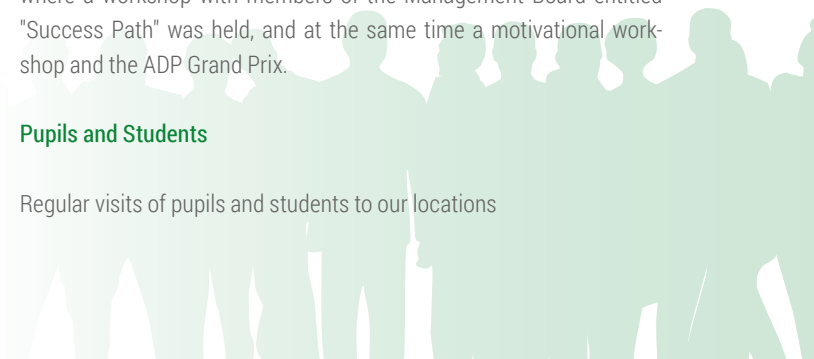 where a workshop with members of the Management Board entitled
"Success Path" was held, and at the same time a motivational work-
shop and the ADP Grand Prix.
Pupils and Students
Regular visits of pupils and students to our locations